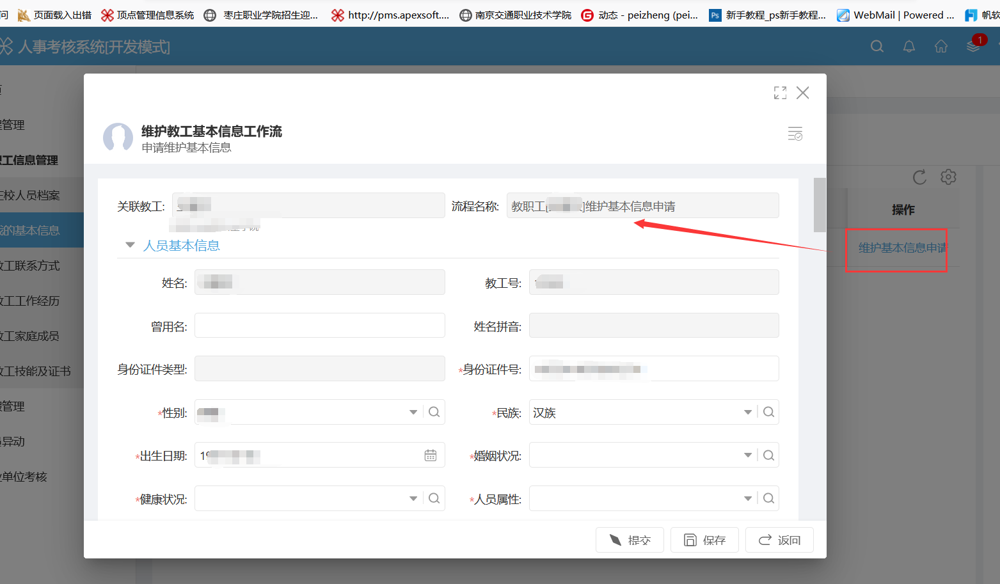 问 页面载入出错 顶点管理信息系统 枣庄职业学院招生迎... http://pms.apexsoft.... 南京交通职业技术学院 动态 - peizheng (pei... Ps 新手教程_ps新手教程... WebMail | Powered ... 帆软
人事考核系统[开发模式] 1
管理
工信息管理
校人员档案
的基本信息
工联系方式
工工作经历
工家庭成员
工技能及证书
管理
异动
单位考核
维护教工基本信息工作流
申请维护基本信息
关联教工: 流程名称: 教职工[ ]维护基本信息申请
人员基本信息
姓名: 教工号:
曾用名: 姓名拼音:
身份证件类型: *身份证件号:
*性别: *民族: 汉族
*出生日期: 19 *婚姻状况:
*健康状况: *人员属性:
提交 保存 返回
操作
维护基本信息申请